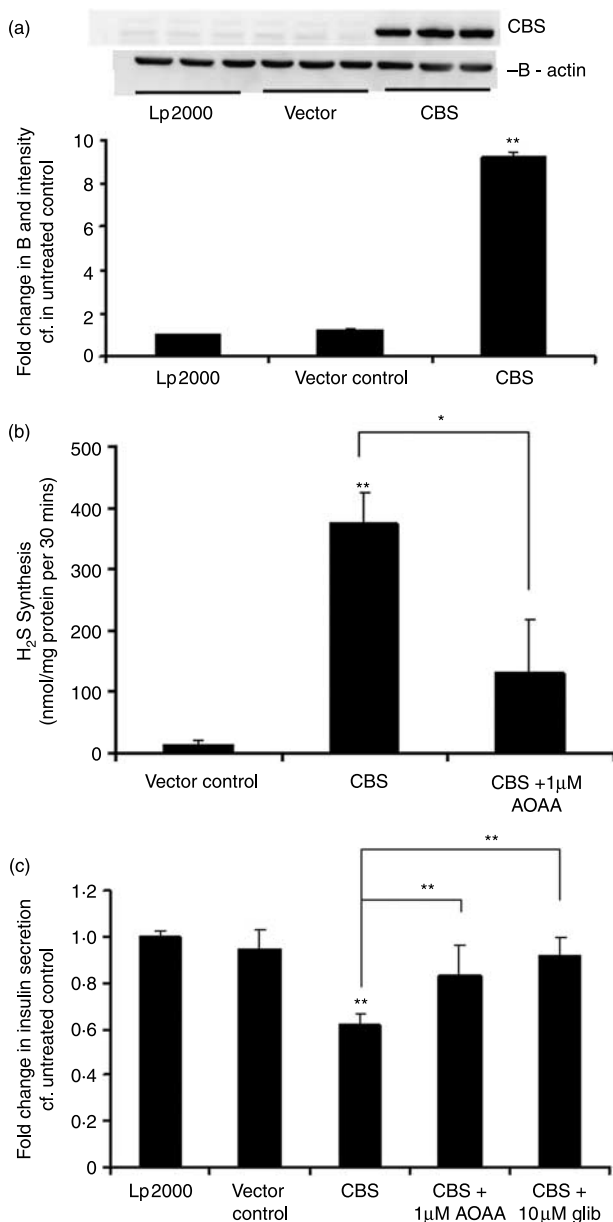 (a)
CBS
–B - actin
Lp2000 Vector CBS
Fold change in B and intensity
cf. in untreated control
10
8
6
4
2
0
**
Lp2000 Vector control CBS
(b)
H₂S Synthesis
(nmol/mg protein per 30 mins)
500
400
300
200
100
0
*
**
Vector control CBS CBS +1μM
AOAA
(c)
Fold change in insulin secretion
cf. untreated control
1·2
1·0
0·8
0·6
0·4
0·2
0
**
**
**
Lp2000 Vector CBS CBS + CBS +
control 1μM AOAA 10μM glib